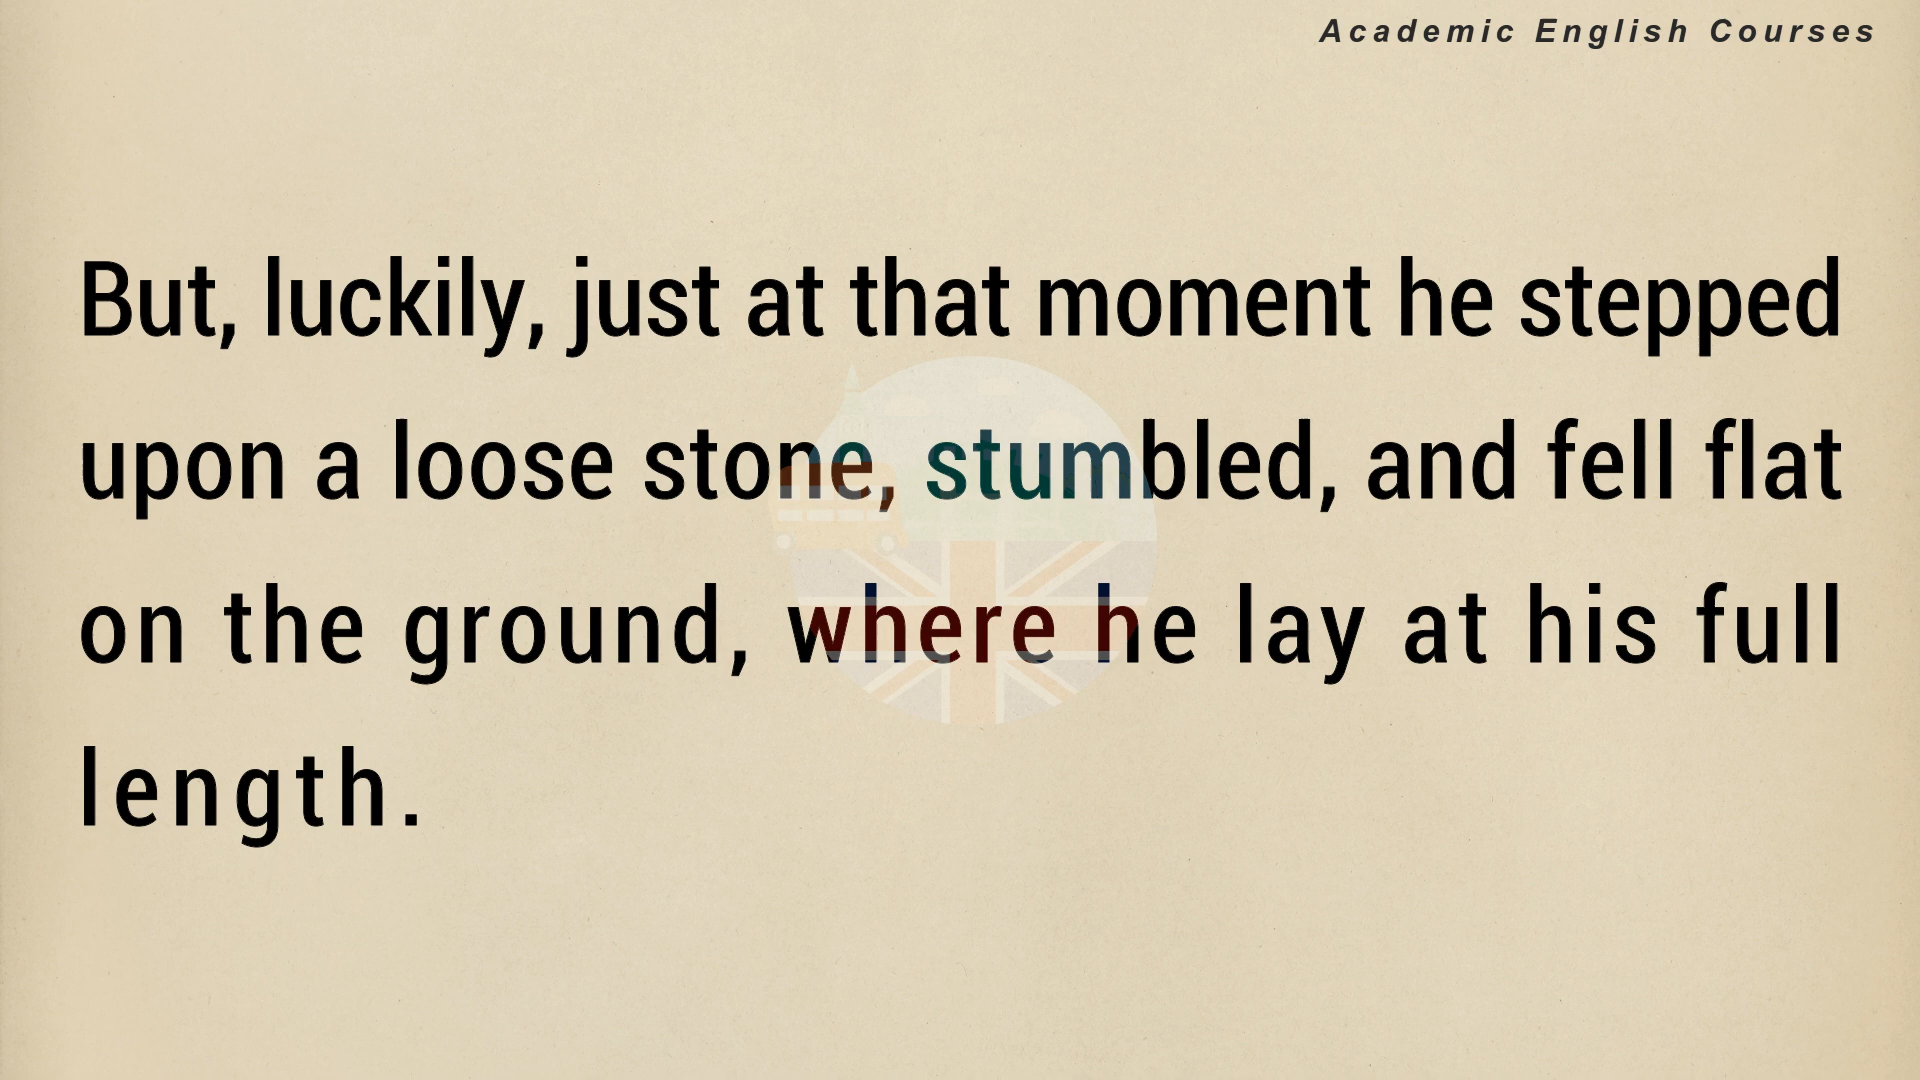 Academic English Courses
But, luckily, just at that moment he stepped
upon a loose stone, stumbled, and fell flat
on the ground, where he lay at his full
length.